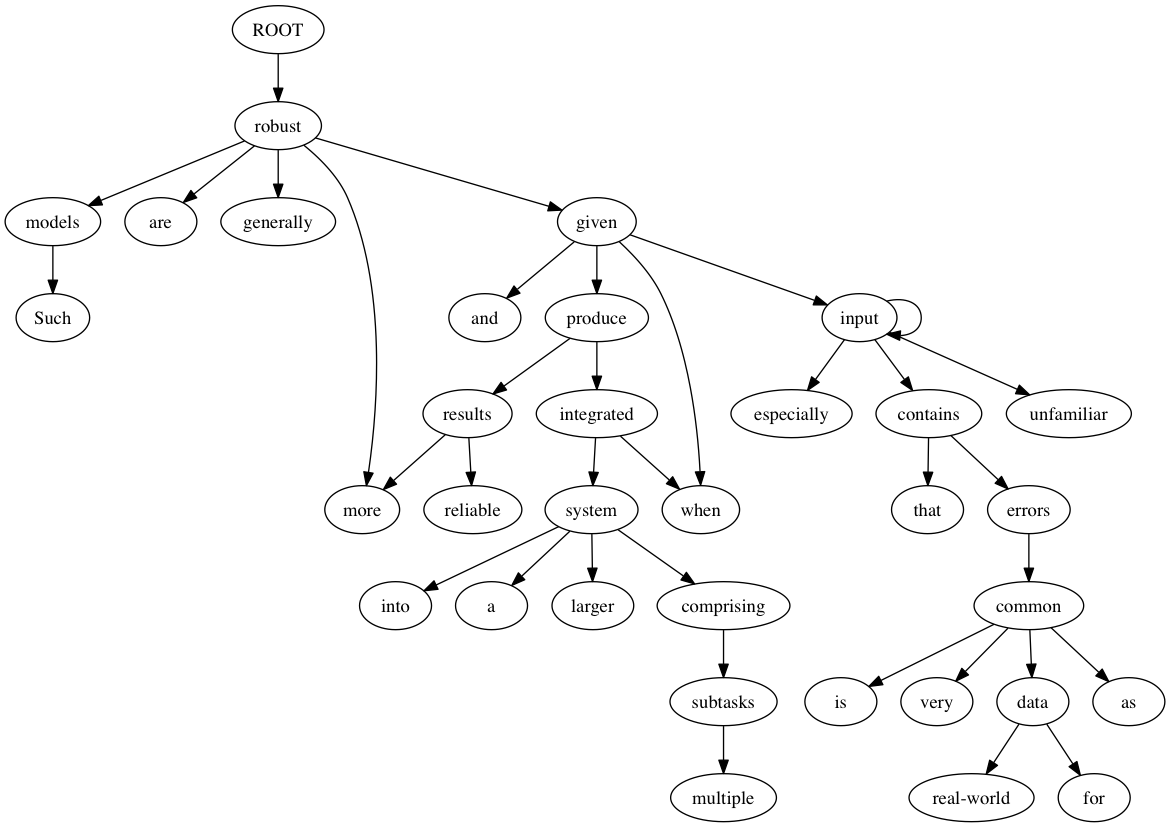 ROOT
robust
models are generally given
Such and produce input
results integrated especially contains unfamiliar
more reliable system when that errors
into a larger comprising common
subtasks is very data as
multiple real-world for